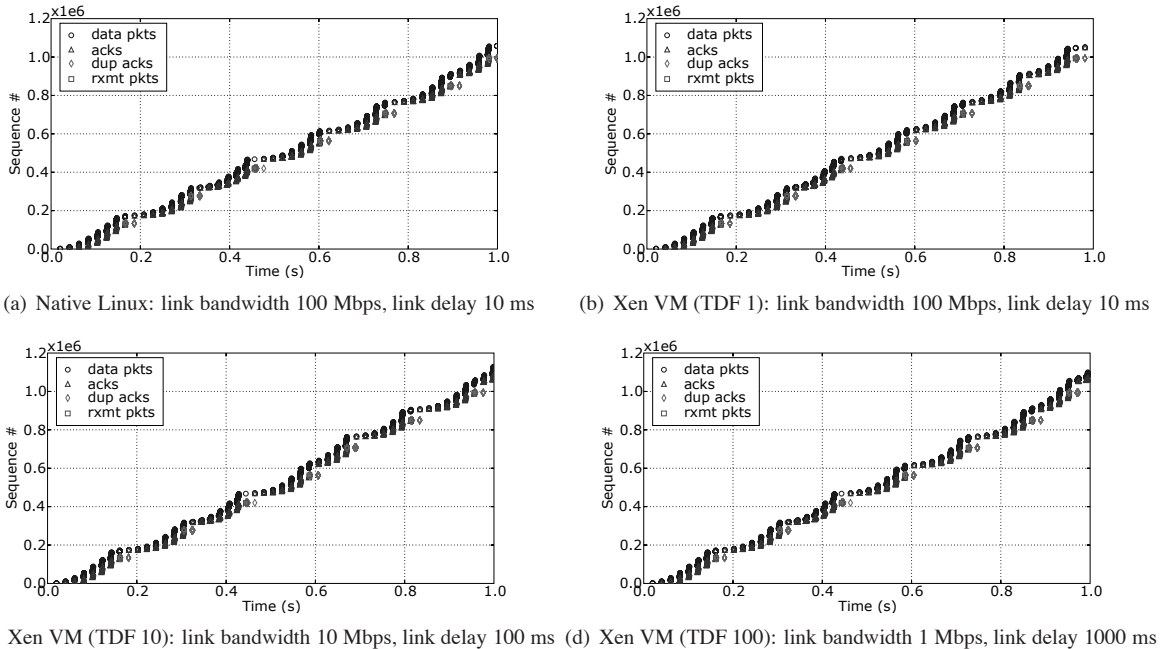 1.2 x1e6
data pkts
acks
dup acks
rxmt pkts
1.0
0.8
0.6
0.4
0.2
0.0
Sequence #
0.0 0.2 0.4 0.6 0.8 1.0
Time (s)
(a) Native Linux: link bandwidth 100 Mbps, link delay 10 ms
1.2 x1e6
data pkts
acks
dup acks
rxmt pkts
1.0
0.8
0.6
0.4
0.2
0.0
Sequence #
0.0 0.2 0.4 0.6 0.8 1.0
Time (s)
(b) Xen VM (TDF 1): link bandwidth 100 Mbps, link delay 10 ms
1.2 x1e6
data pkts
acks
dup acks
rxmt pkts
1.0
0.8
0.6
0.4
0.2
0.0
Sequence #
0.0 0.2 0.4 0.6 0.8 1.0
Time (s)
Xen VM (TDF 10): link bandwidth 10 Mbps, link delay 100 ms
1.2 x1e6
data pkts
acks
dup acks
rxmt pkts
1.0
0.8
0.6
0.4
0.2
0.0
Sequence #
0.0 0.2 0.4 0.6 0.8 1.0
Time (s)
(d) Xen VM (TDF 100): link bandwidth 1 Mbps, link delay 1000 ms